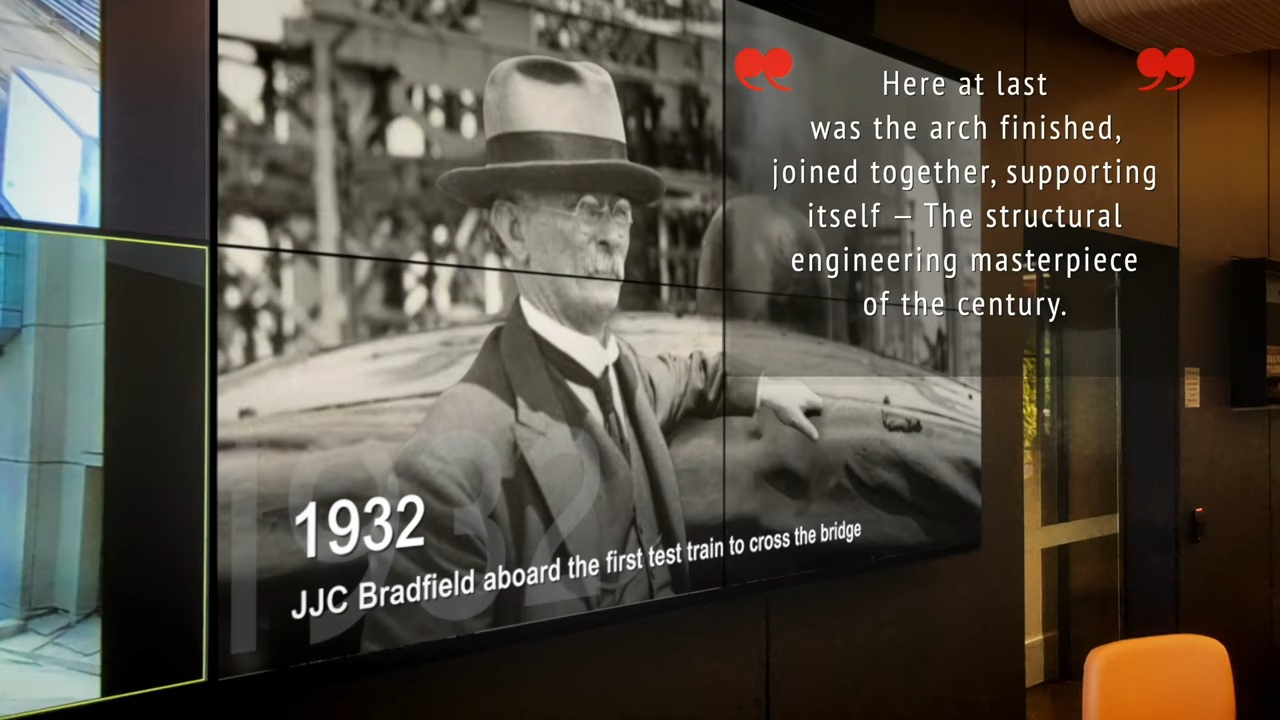 Here at last
was the arch finished,
joined together, supporting
itself – The structural
engineering masterpiece
of the century.
1932
1932
JJC Bradfield aboard the first test train to cross the bridge